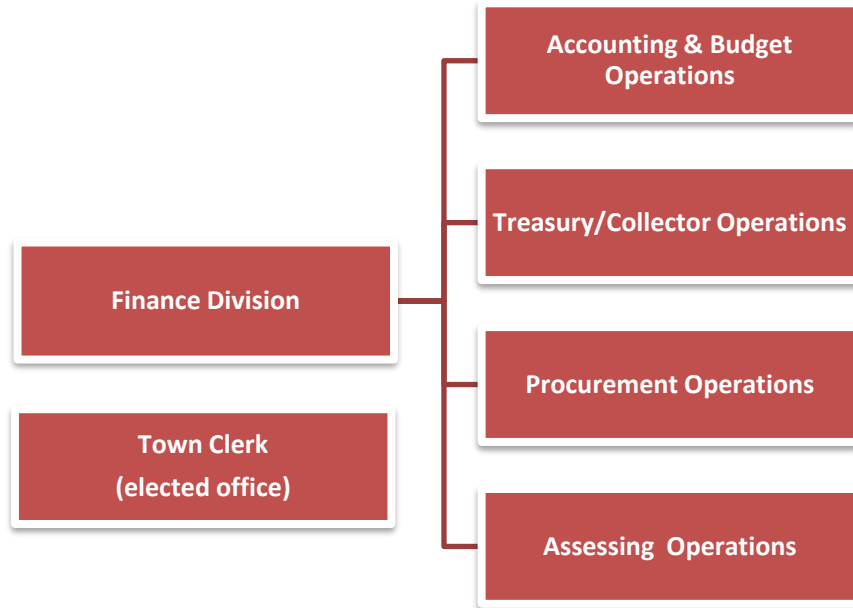 Accounting & Budget
Operations
Treasury/Collector Operations
Finance Division
Procurement Operations
Town Clerk
(elected office)
Assessing  Operations